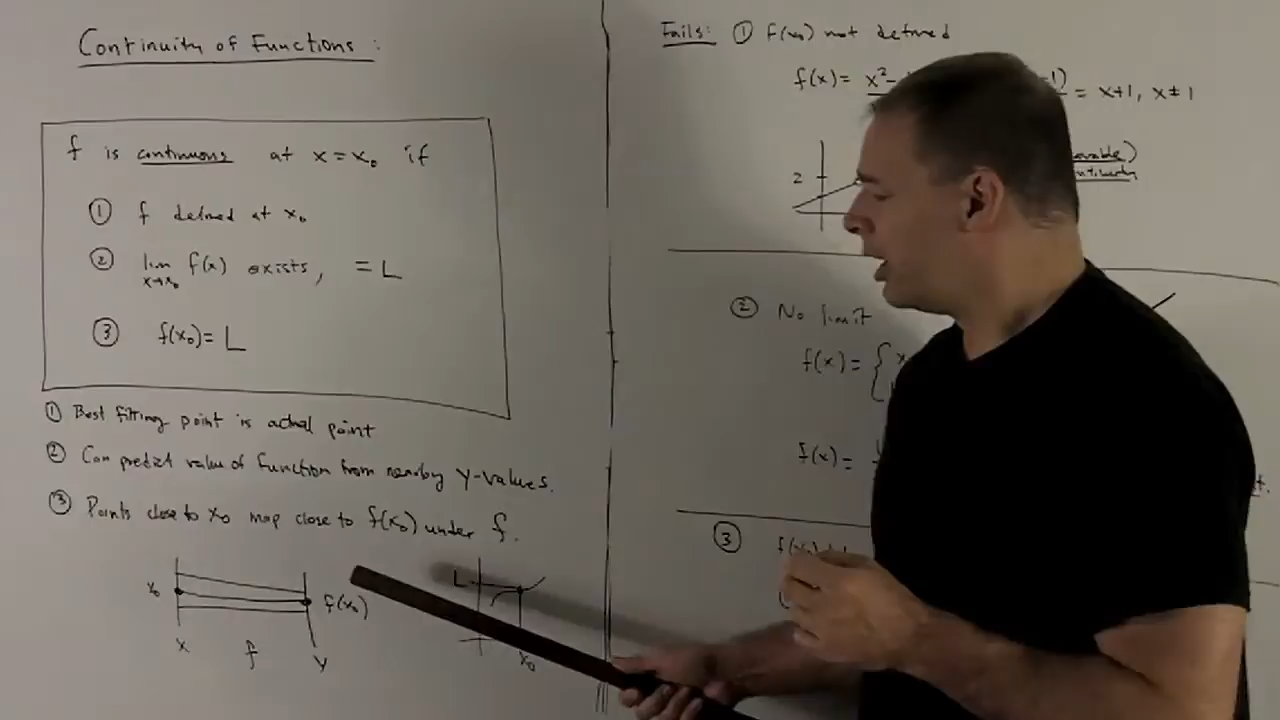 Continuity of Functions:
f is continuous at x = x₀ if
① f defined at x₀
② lim f(x) exists, = L
x→x₀
③ f(x₀) = L
① Best fitting point is actual point
② Can predict value of function from nearby y-values.
③ Points close to x₀ map close to f(x₀) under f.
x₀
f(x₀)
x
f
y
L
x₀
Fails: ① f(x₀) not defined
f(x) = x²- -1) = x+1, x≠1
2
② No limit
f(x) = { x
f(x) =
③ f(x₀)